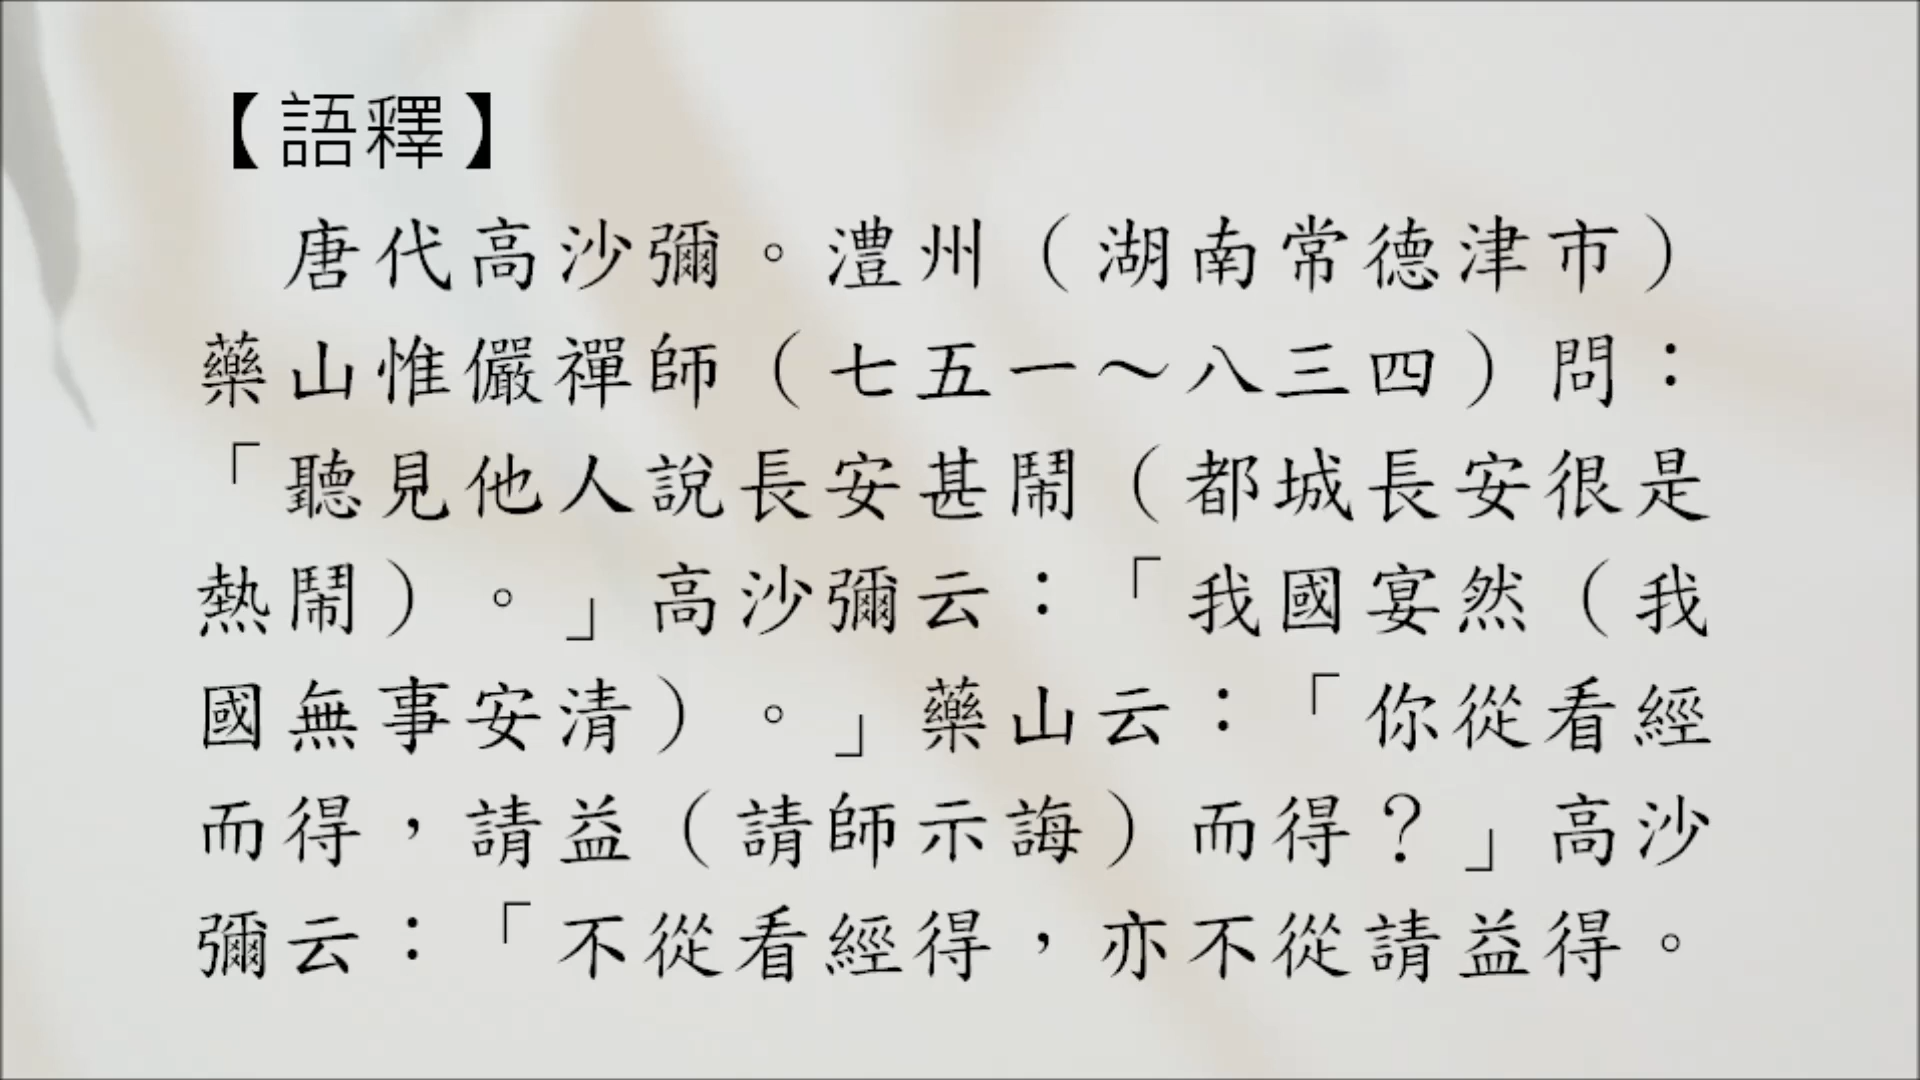 【語釋】
唐代高沙彌。澧州（湖南常德津市）
藥山惟儼禪師（七五一～八三四）問：
「聽見他人說長安甚鬧（都城長安很是
熱鬧）。」高沙彌云：「我國宴然（我
國無事安清）。」藥山云：「你從看經
而得，請益（請師示誨）而得？」高沙
彌云：「不從看經得，亦不從請益得。